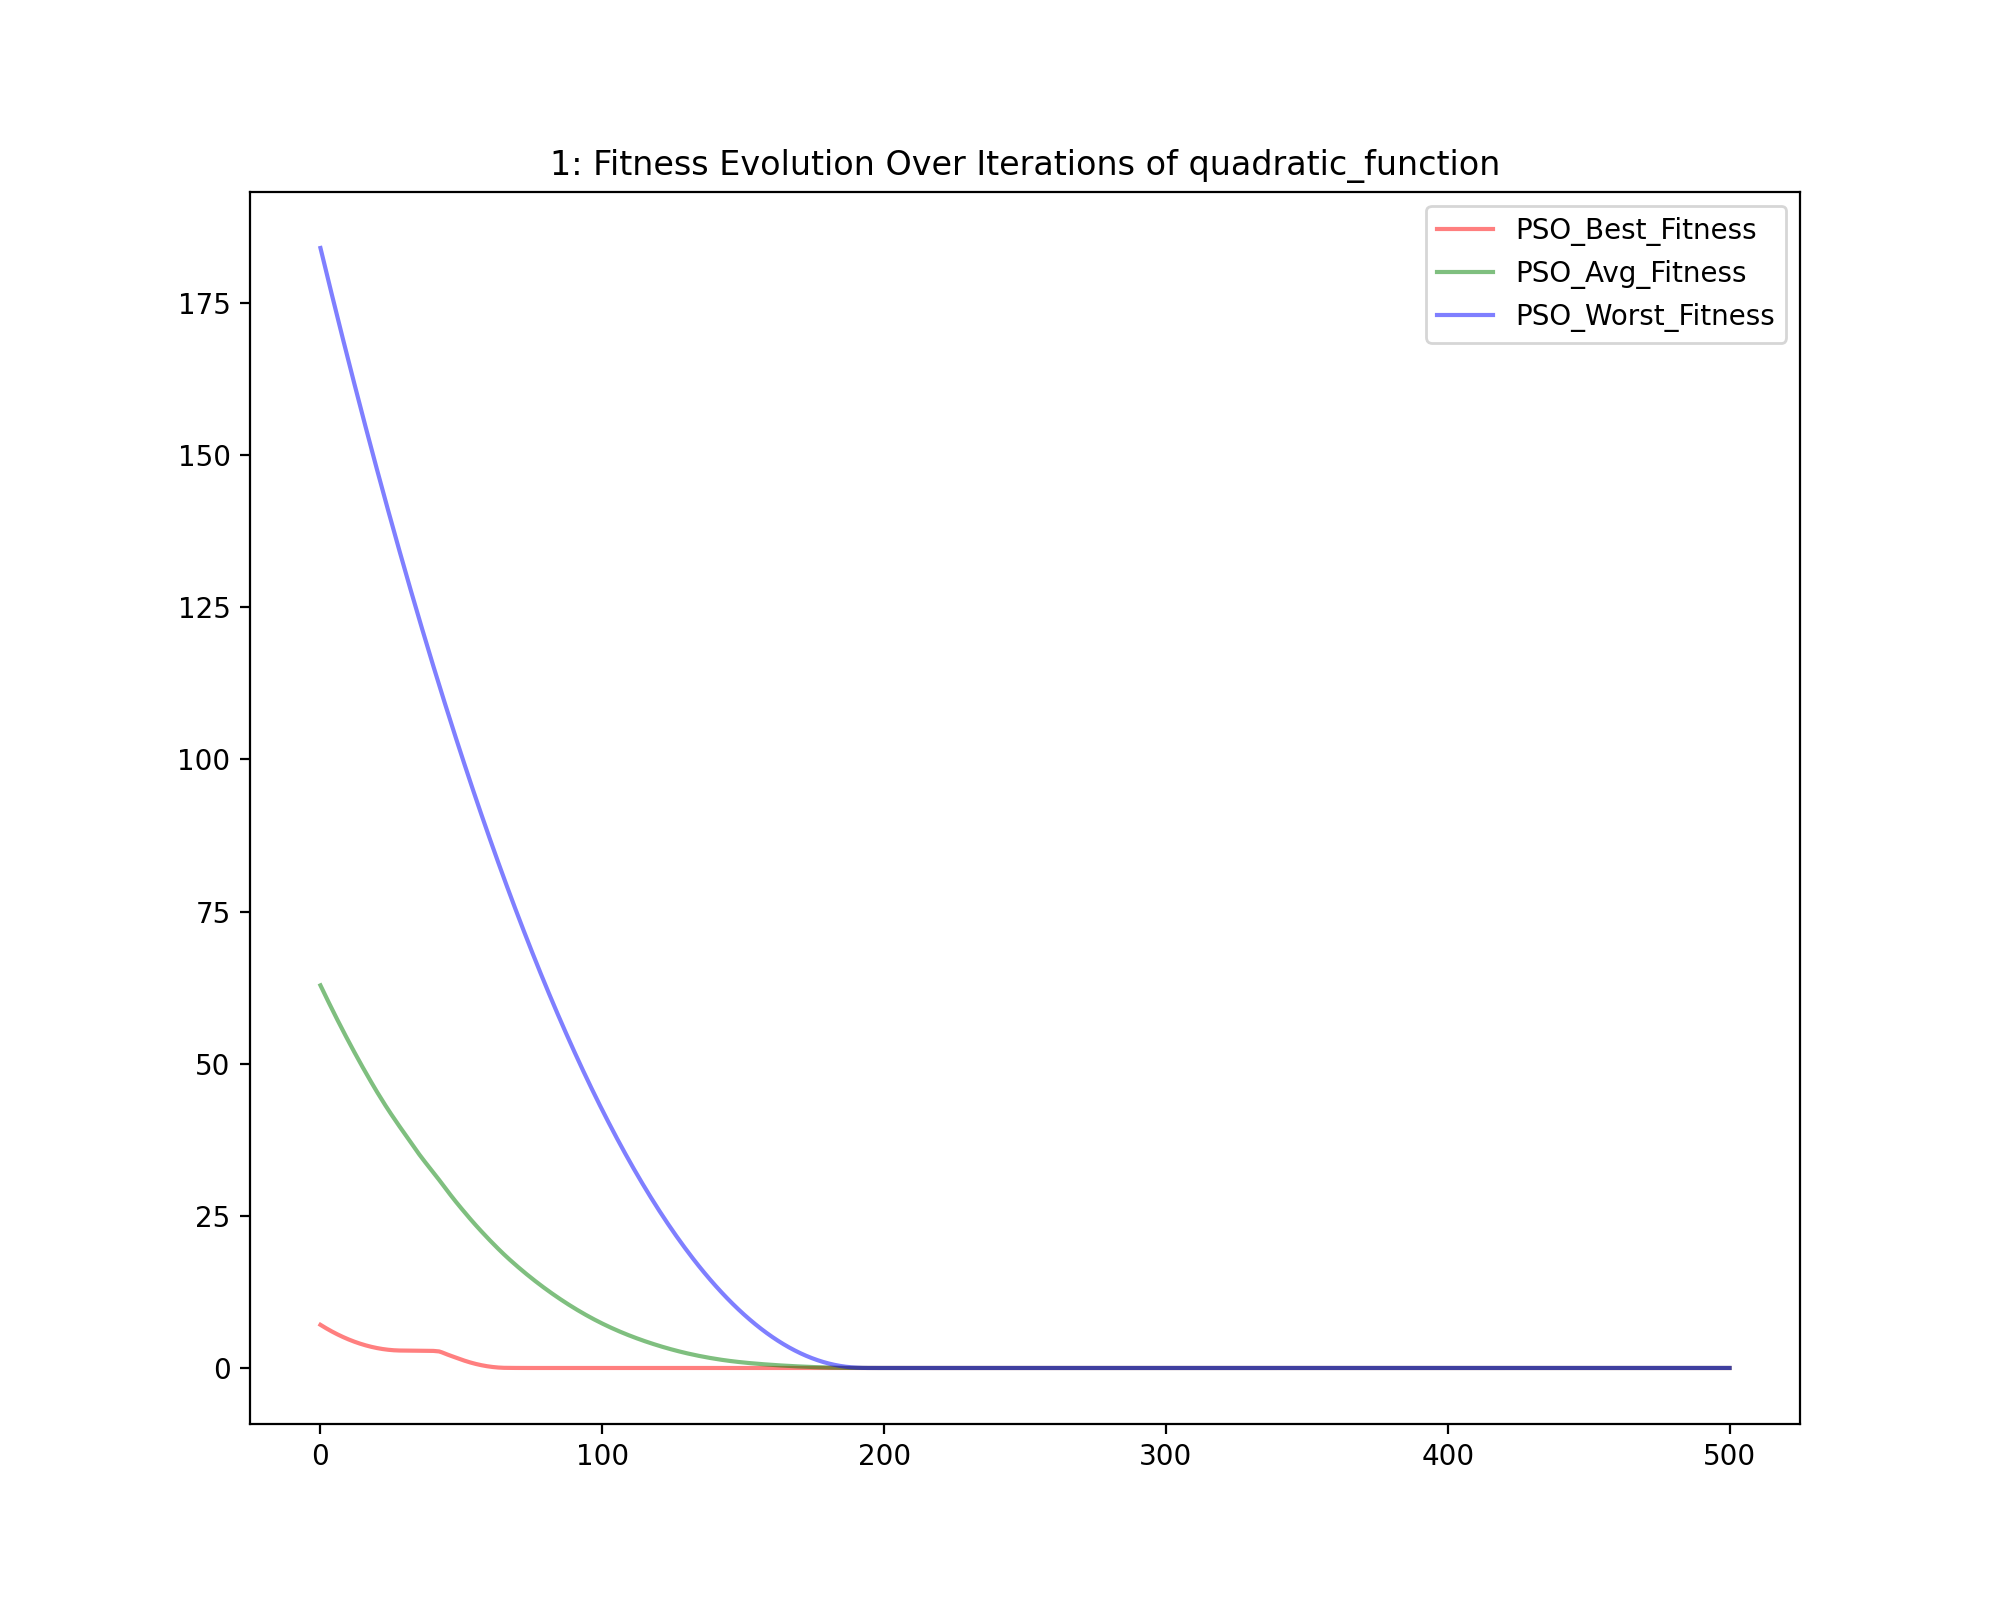 1: Fitness Evolution Over Iterations of quadratic_function
PSO_Best_Fitness
PSO_Avg_Fitness
PSO_Worst_Fitness
175
150
125
100
75
50
25
0
0 100 200 300 400 500